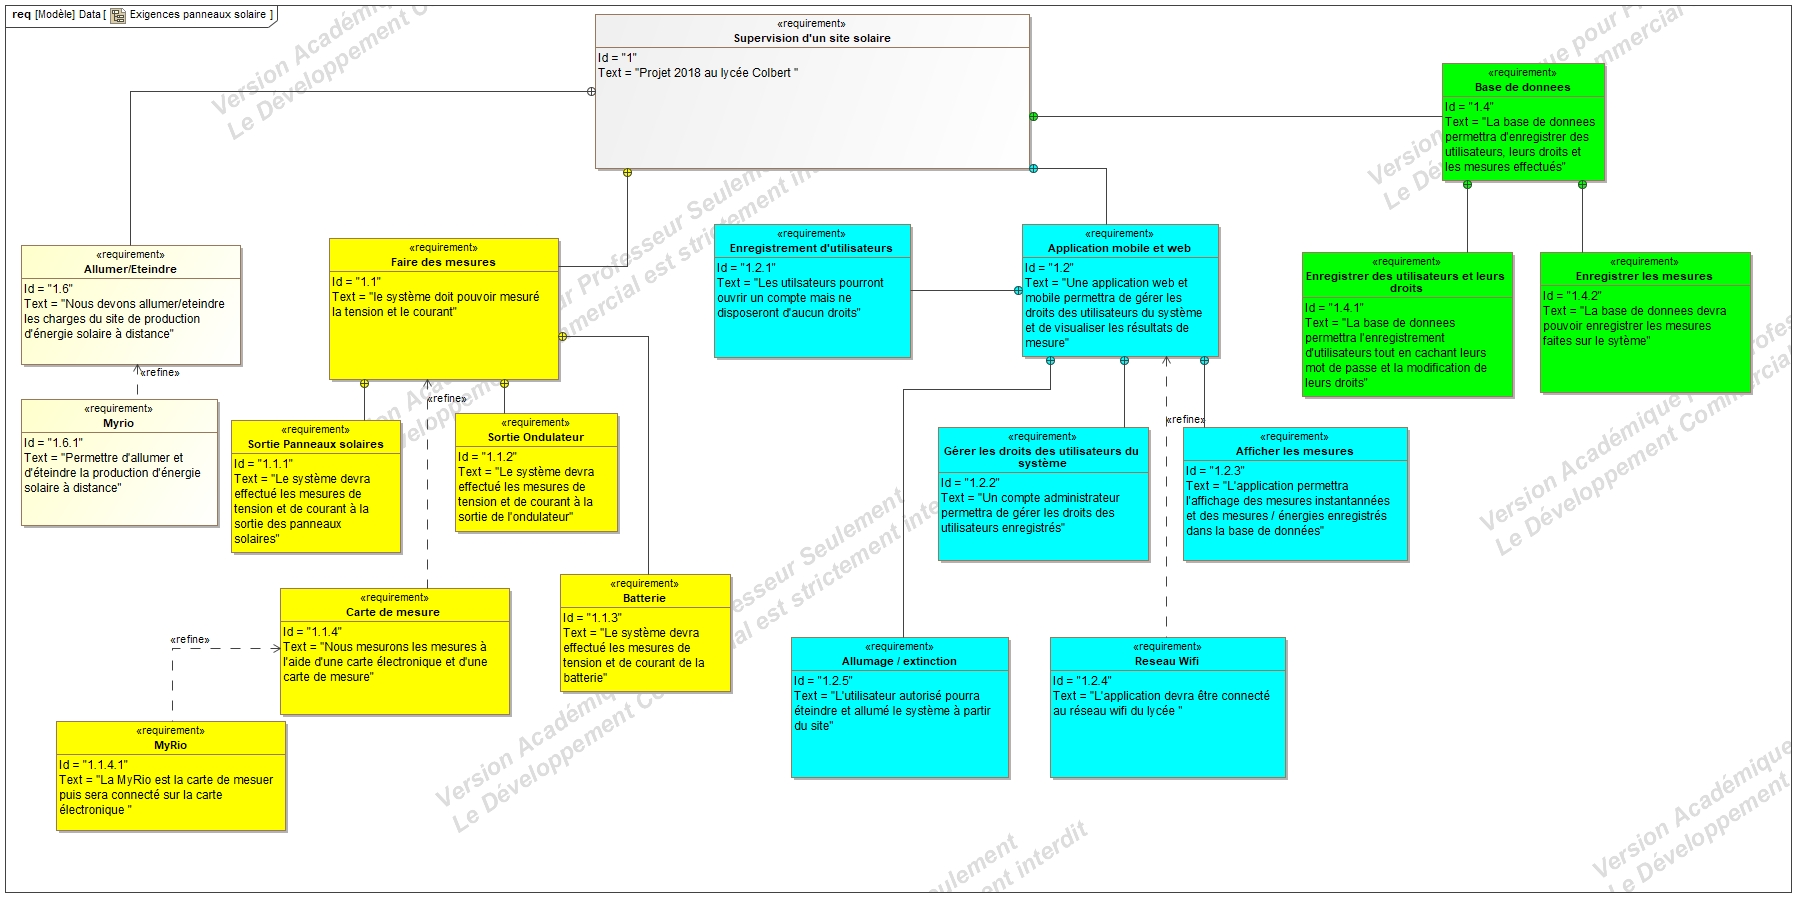 req [Modèle] Data [ Exigences panneaux solaire ]
«requirement»
Supervision d'un site solaire
Id = "1"
Text = "Projet 2018 au lycée Colbert "
«requirement»
Base de donnees
Id = "1.4"
Text = "La base de donnees
permettra d'enregistrer des
utilisateurs, leurs droits et
les mesures effectués"
«requirement»
Allumer/Eteindre
Id = "1.6"
Text = "Nous devons allumer/eteindre
les charges du site de production
d'énergie solaire à distance"
«refine»
«requirement»
Myrio
Id = "1.6.1"
Text = "Permettre d'allumer et
d'éteindre la production d'énergie
solaire à distance"
«requirement»
Faire des mesures
Id = "1.1"
Text = "le système doit pouvoir mesuré
la tension et le courant"
«refine»
«requirement»
Sortie Panneaux solaires
Id = "1.1.1"
Text = "Le système devra
effectué les mesures de
tension et de courant à la
sortie des panneaux
solaires"
«requirement»
Sortie Ondulateur
Id = "1.1.2"
Text = "Le système devra
effectué les mesures de
tension et de courant à la
sortie de l'ondulateur"
«requirement»
Carte de mesure
Id = "1.1.4"
Text = "Nous mesurons les mesures à
l'aide d'une carte électronique et d'une
carte de mesure"
«requirement»
Batterie
Id = "1.1.3"
Text = "Le système devra
effectué les mesures de
tension et de courant de la
batterie"
«refine»
«requirement»
MyRio
Id = "1.1.4.1"
Text = "La MyRio est la carte de mesuer
puis sera connecté sur la carte
électronique "
«requirement»
Enregistrement d'utilisateurs
Id = "1.2.1"
Text = "Les utilsateurs pourront
ouvrir un compte mais ne
disposeront d'aucun droits"
«requirement»
Application mobile et web
Id = "1.2"
Text = "Une application web et
mobile permettra de gérer les
droits des utilisateurs du système
et de visualiser les résultats de
mesure"
«refine»
«requirement»
Gérer les droits des utilisateurs du
système
Id = "1.2.2"
Text = "Un compte administrateur
permettra de gérer les droits des
utilisateurs enregistrés"
«requirement»
Afficher les mesures
Id = "1.2.3"
Text = "L'application permettra
l'affichage des mesures instantannées
et des mesures / énergies enregistrés
dans la base de données"
«requirement»
Allumage / extinction
Id = "1.2.5"
Text = "L'utilisateur autorisé pourra
éteindre et allumé le système à partir
du site"
«requirement»
Reseau Wifi
Id = "1.2.4"
Text = "L'application devra être connecté
au réseau wifi du lycée "
«requirement»
Enregistrer des utilisateurs et leurs
droits
Id = "1.4.1"
Text = "La base de donnees
permettra l'enregistrement
d'utilisateurs tout en cachant leurs
mot de passe et la modification de
leurs droits"
«requirement»
Enregistrer les mesures
Id = "1.4.2"
Text = "La base de donnees devra
pouvoir enregistrer les mesures
faites sur le sytème"